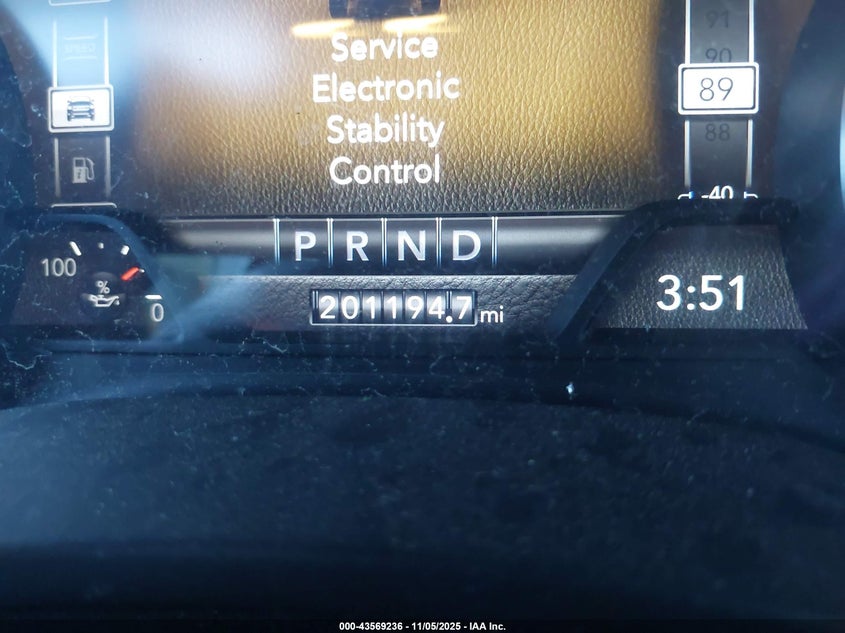 91
Service
90
Electronic
89
Stability
88
Control
-40
P R N D
100
%
0
201194.7 mi
3:51
000-43569236 - 11/05/2025 - IAA Inc.